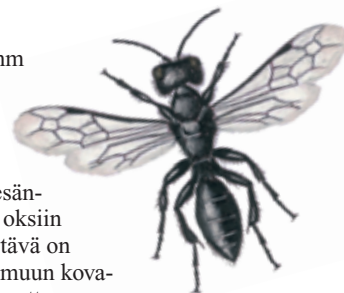 mm
esän-
oksiin
tävä on
muun kova-